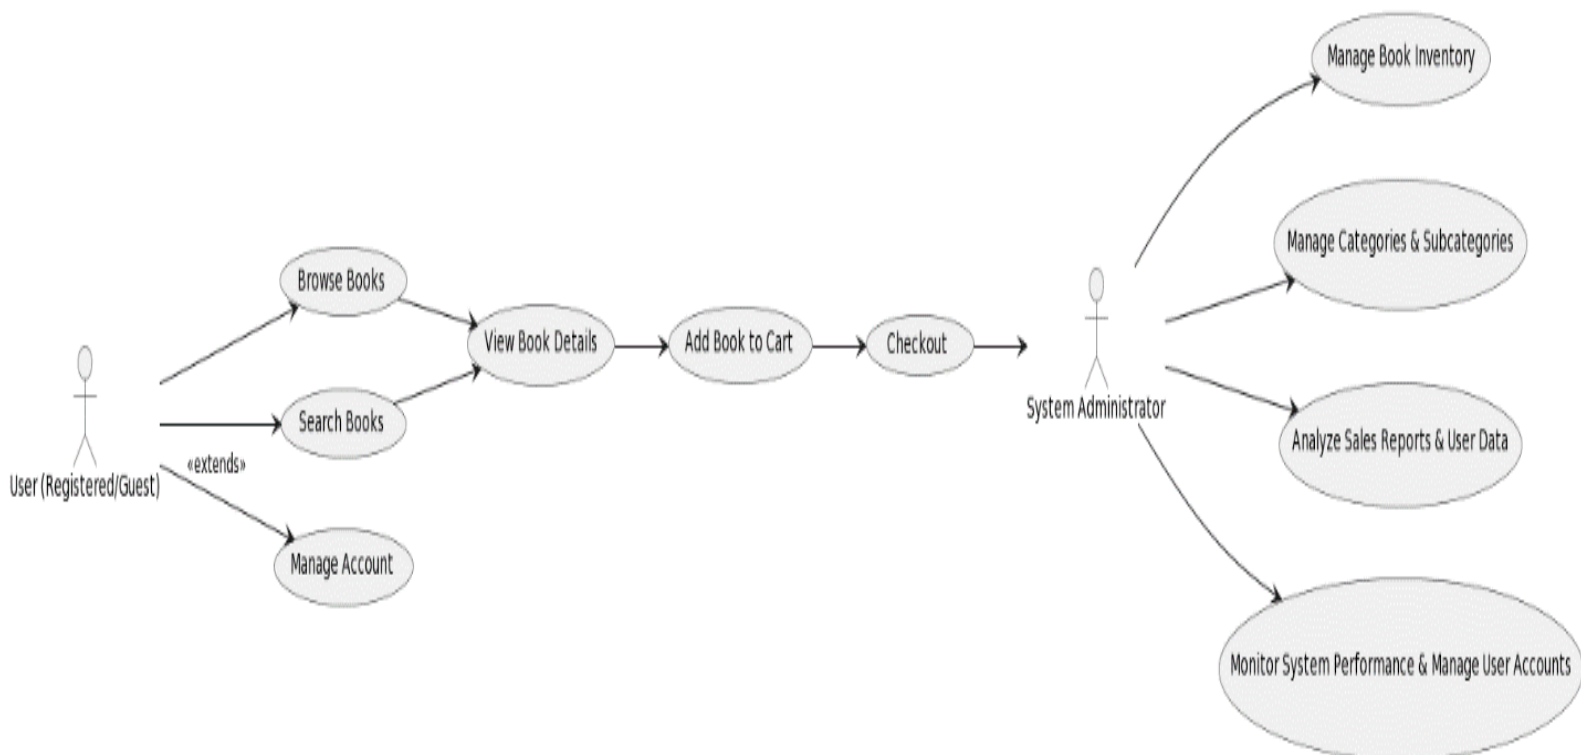 Manage Book Inventory
Manage Categories & Subcategories
Browse Books
View Book Details
Add Book to Cart
Checkout
System Administrator
Search Books
Analyze Sales Reports & User Data
«extends»
User (Registered/Guest)
Manage Account
Monitor System Performance & Manage User Accounts